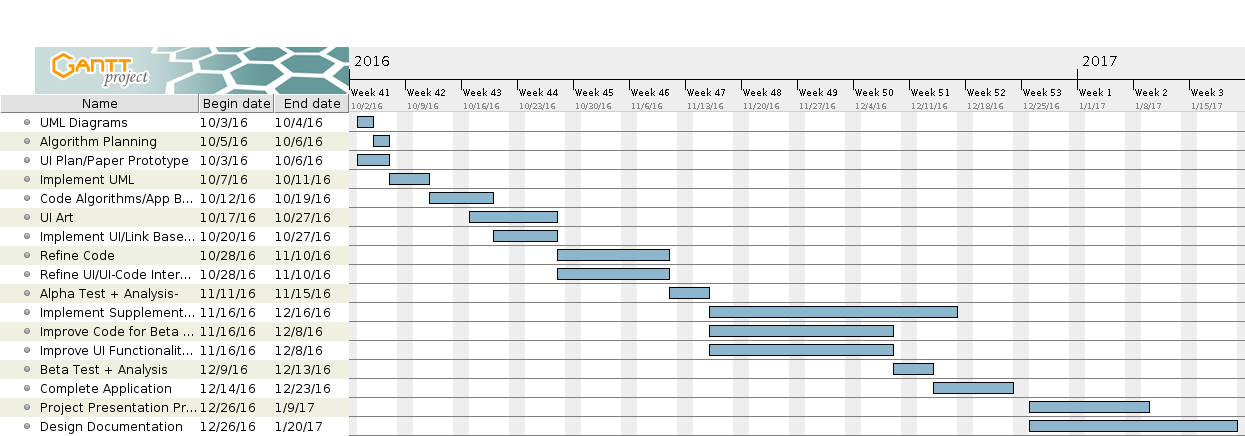 2016 2017
GANTT project
Week 41 Week 42 Week 43 Week 44 Week 45 Week 46 Week 47 Week 48 Week 49 Week 50 Week 51 Week 52 Week 53 Week 1 Week 2 Week 3
Name Begin date End date 10/2/16 10/9/16 10/16/16 10/23/16 10/30/16 11/6/16 11/13/16 11/20/16 11/27/16 12/4/16 12/11/16 12/18/16 12/25/16 1/1/17 1/8/17 1/15/17
UML Diagrams 10/3/16 10/4/16
Algorithm Planning 10/5/16 10/6/16
UI Plan/Paper Prototype 10/3/16 10/6/16
Implement UML 10/7/16 10/11/16
Code Algorithms/App B... 10/12/16 10/19/16
UI Art 10/17/16 10/27/16
Implement UI/Link Base... 10/20/16 10/27/16
Refine Code 10/28/16 11/10/16
Refine UI/UI-Code Inter... 10/28/16 11/10/16
Alpha Test + Analysis- 11/11/16 11/15/16
Implement Supplement... 11/16/16 12/16/16
Improve Code for Beta ... 11/16/16 12/8/16
Improve UI Functionalit... 11/16/16 12/8/16
Beta Test + Analysis 12/9/16 12/13/16
Complete Application 12/14/16 12/23/16
Project Presentation Pr... 12/26/16 1/9/17
Design Documentation 12/26/16 1/20/17